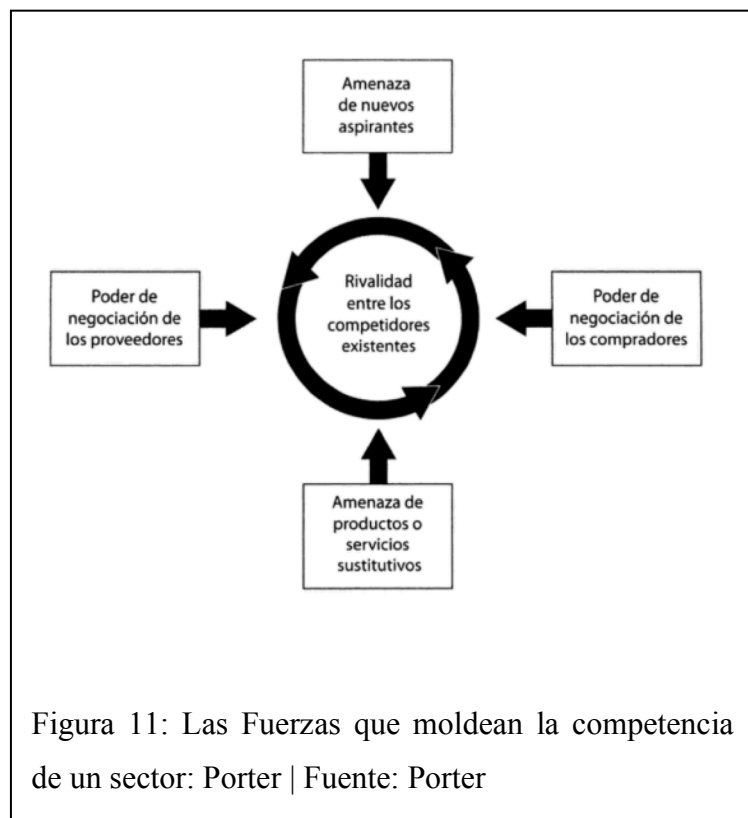 Amenaza
de nuevos
aspirantes
Poder de
negociación de
los proveedores
Rivalidad
entre los
competidores
existentes
Poder de
negociación de
los compradores
Amenaza de
productos o
servicios
sustitutivos
Figura 11: Las Fuerzas que moldean la competencia
de un sector: Porter | Fuente: Porter